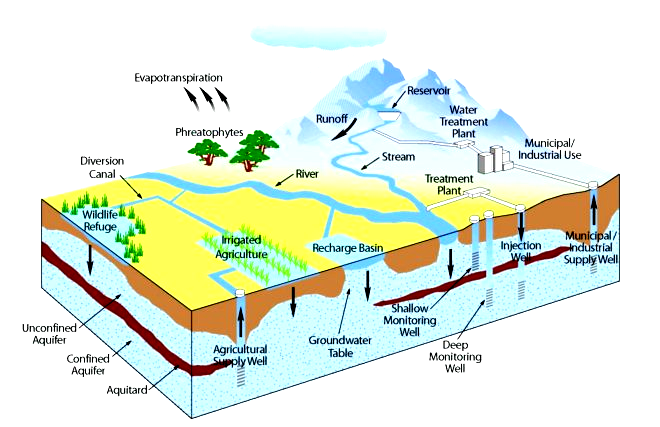 Evapotranspiration
Reservoir
Runoff
Water
Treatment
Plant
Phreatophytes
Municipal/
Industrial Use
Diversion
Canal
Stream
River
Treatment
Plant
Wildlife
Refuge
Irrigated
Agriculture
Recharge Basin
Injection
Well
Municipal/
Industrial
Supply Well
Shallow
Monitoring
Well
Unconfined
Aquifer
Groundwater
Table
Deep
Monitoring
Well
Confined
Aquifer
Agricultural
Supply Well
Aquitard